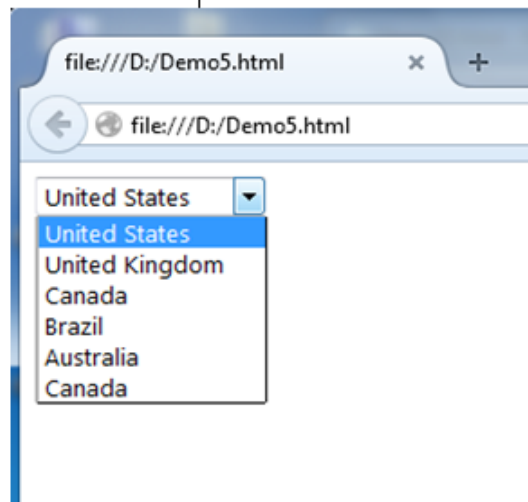 file:///D:/Demo5.html
file:///D:/Demo5.html
United States
United States
United Kingdom
Canada
Brazil
Australia
Canada